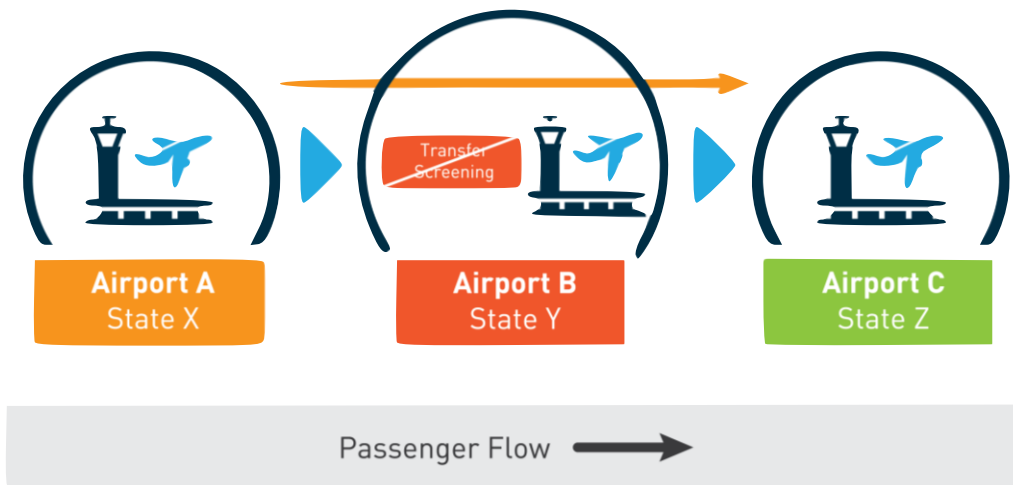 Transfer
Screening
Airport A
State X
Airport B
State Y
Airport C
State Z
Passenger Flow